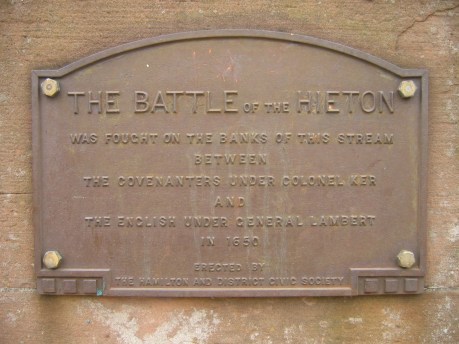 THE BATTLE OF THE HIETON
WAS FOUGHT ON THE BANKS OF THIS STREAM
BETWEEN
THE COVENANTERS UNDER COLONEL KER
AND
THE ENGLISH UNDER GENERAL LAMBERT
IN 1650
ERECTED BY
THE HAMILTON AND DISTRICT CIVIC SOCIETY